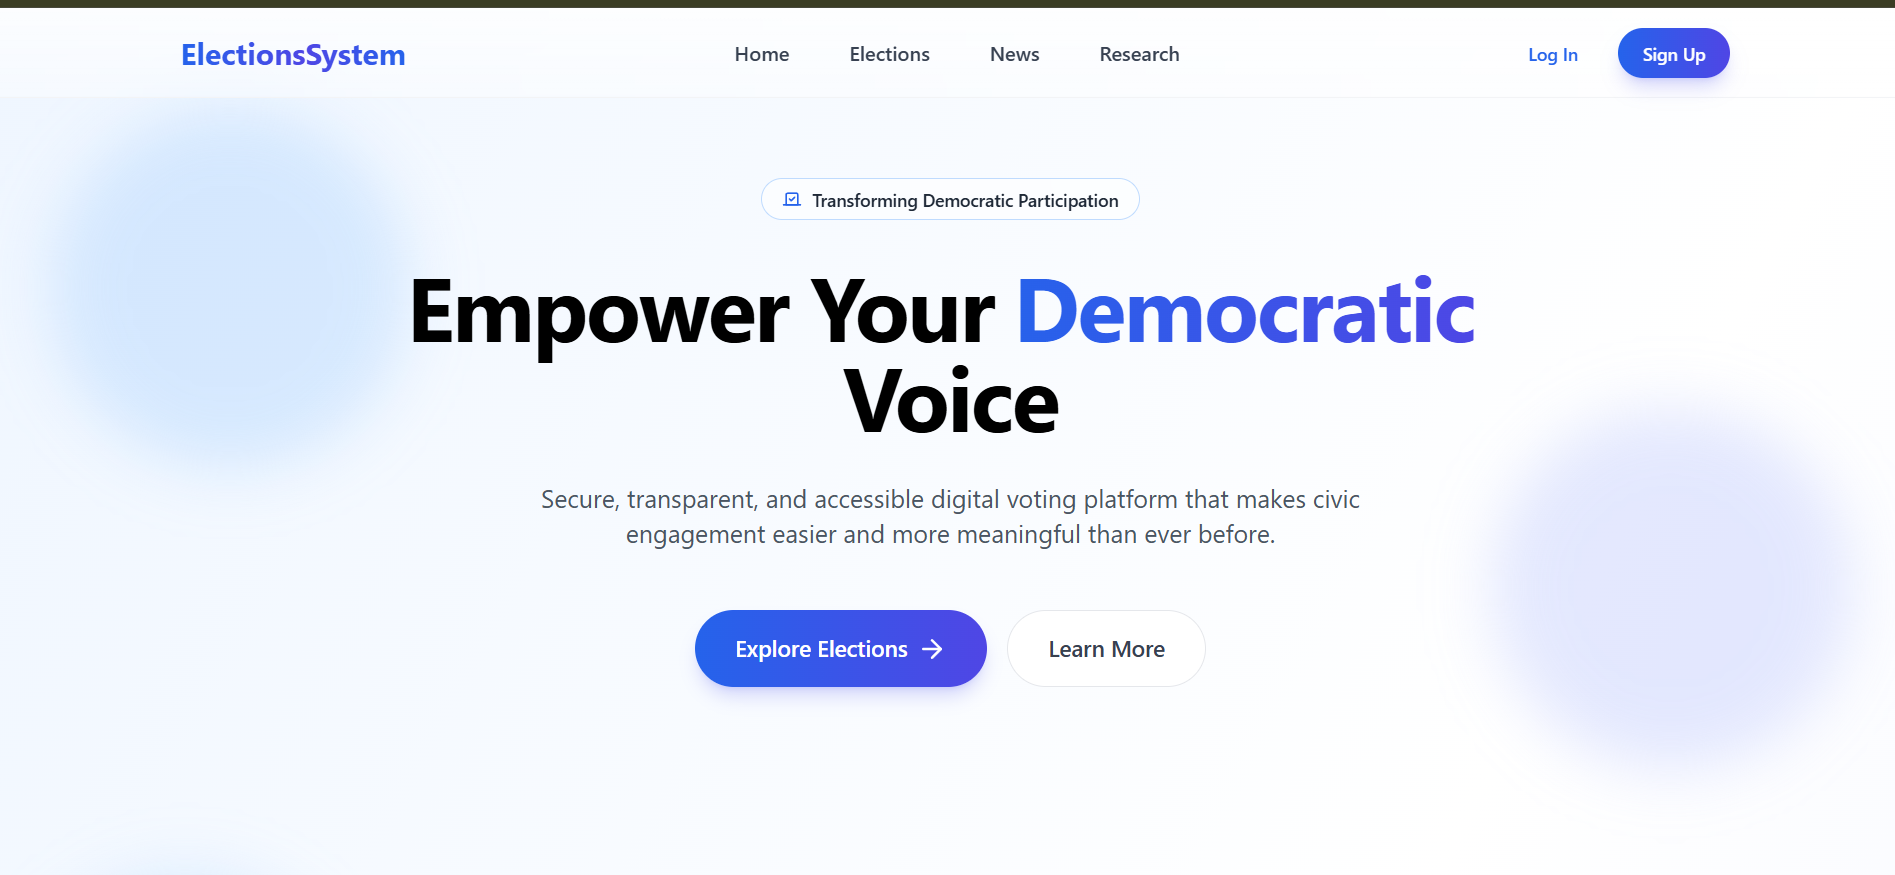 ElectionsSystem
Home
Elections
News
Research
Log In
Sign Up
Transforming Democratic Participation
Empower Your Democratic
Voice
Secure, transparent, and accessible digital voting platform that makes civic
engagement easier and more meaningful than ever before.
Explore Elections
Learn More